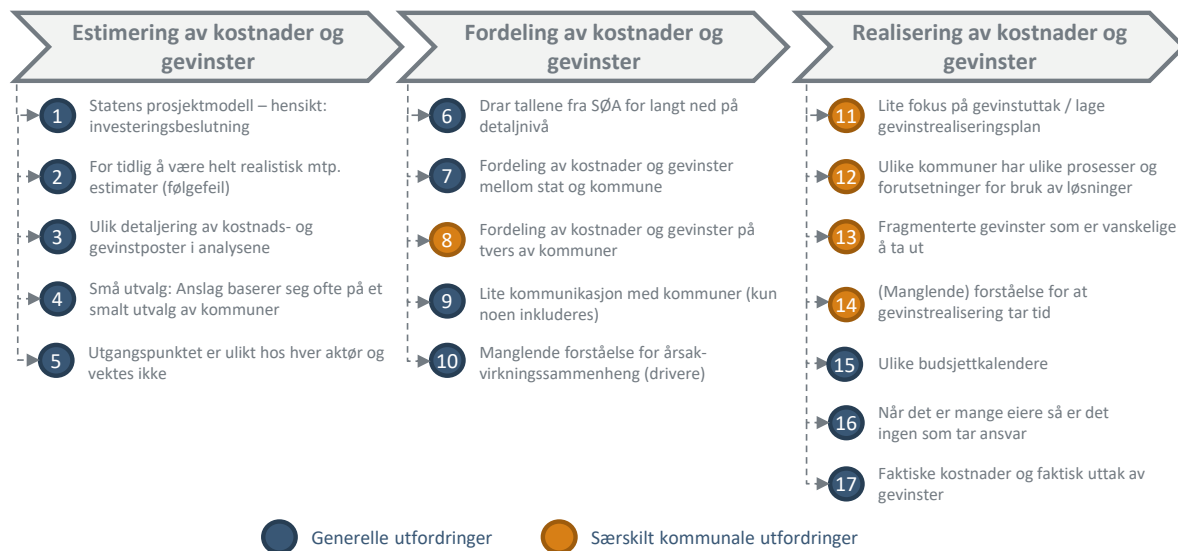 Estimering av kostnader og
gevinster
1
Statens prosjektmodell – hensikt:
investeringsbeslutning
2
For tidlig å være helt realistisk mtp.
estimater (følgefeil)
3
Ulik detaljering av kostnads- og
gevinstposter i analysene
4
Små utvalg: Anslag baserer seg ofte på et
smalt utvalg av kommuner
5
Utgangspunktet er ulikt hos hver aktør og
vektes ikke
Fordeling av kostnader og
gevinster
6
Drar tallene fra SØA for langt ned på
detaljnivå
7
Fordeling av kostnader og gevinster
mellom stat og kommune
8
Fordeling av kostnader og gevinster på
tvers av kommuner
9
Lite kommunikasjon med kommuner (kun
noen inkluderes)
10
Manglende forståelse for årsak-
virkningssammenheng (drivere)
Realisering av kostnader og
gevinster
11
Lite fokus på gevinstuttak / lage
gevinstrealiseringsplan
12
Ulike kommuner har ulike prosesser og
forutsetninger for bruk av løsninger
13
Fragmenterte gevinster som er vanskelige
å ta ut
14
(Manglende) forståelse for at
gevinstrealisering tar tid
15
Ulike budsjettkalendere
16
Når det er mange eiere så er det
ingen som tar ansvar
17
Faktiske kostnader og faktisk uttak av
gevinster
Generelle utfordringer
Særskilt kommunale utfordringer